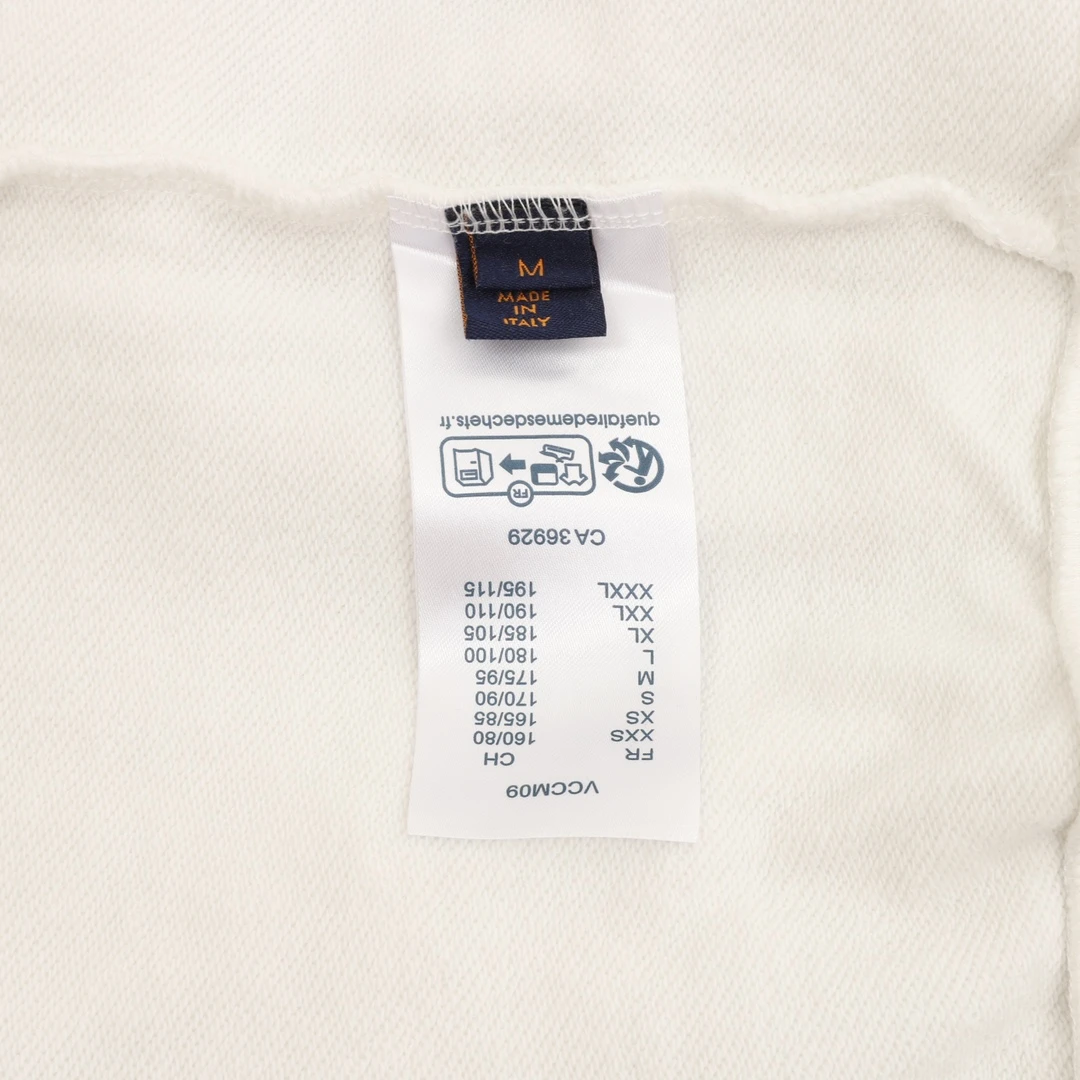 M
MADE
IN
ITALY
VCCM09
FR CH
XXS 160/80
XS 165/85
S 170/90
M 175/95
L 180/100
XL 185/105
XXL 190/110
XXXL 195/115
CA 36929
FR
quefairedemesdechets.fr